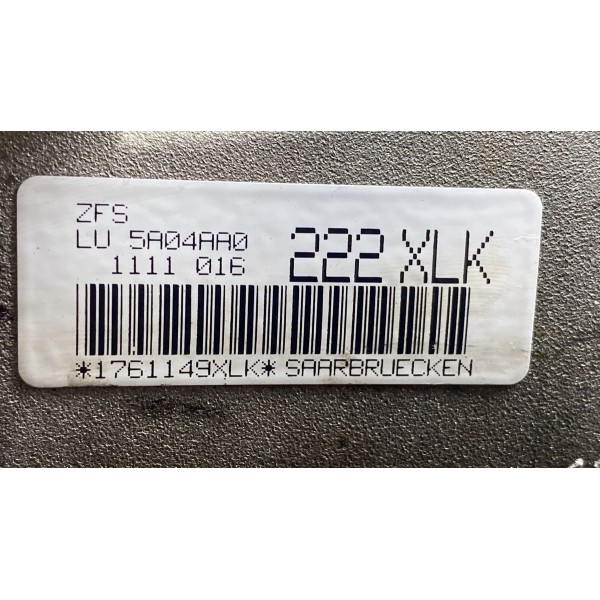 ZFS
LU 5A04AA0
1111 016
222 XLK
*1761149XLK* SAARBRUECKEN